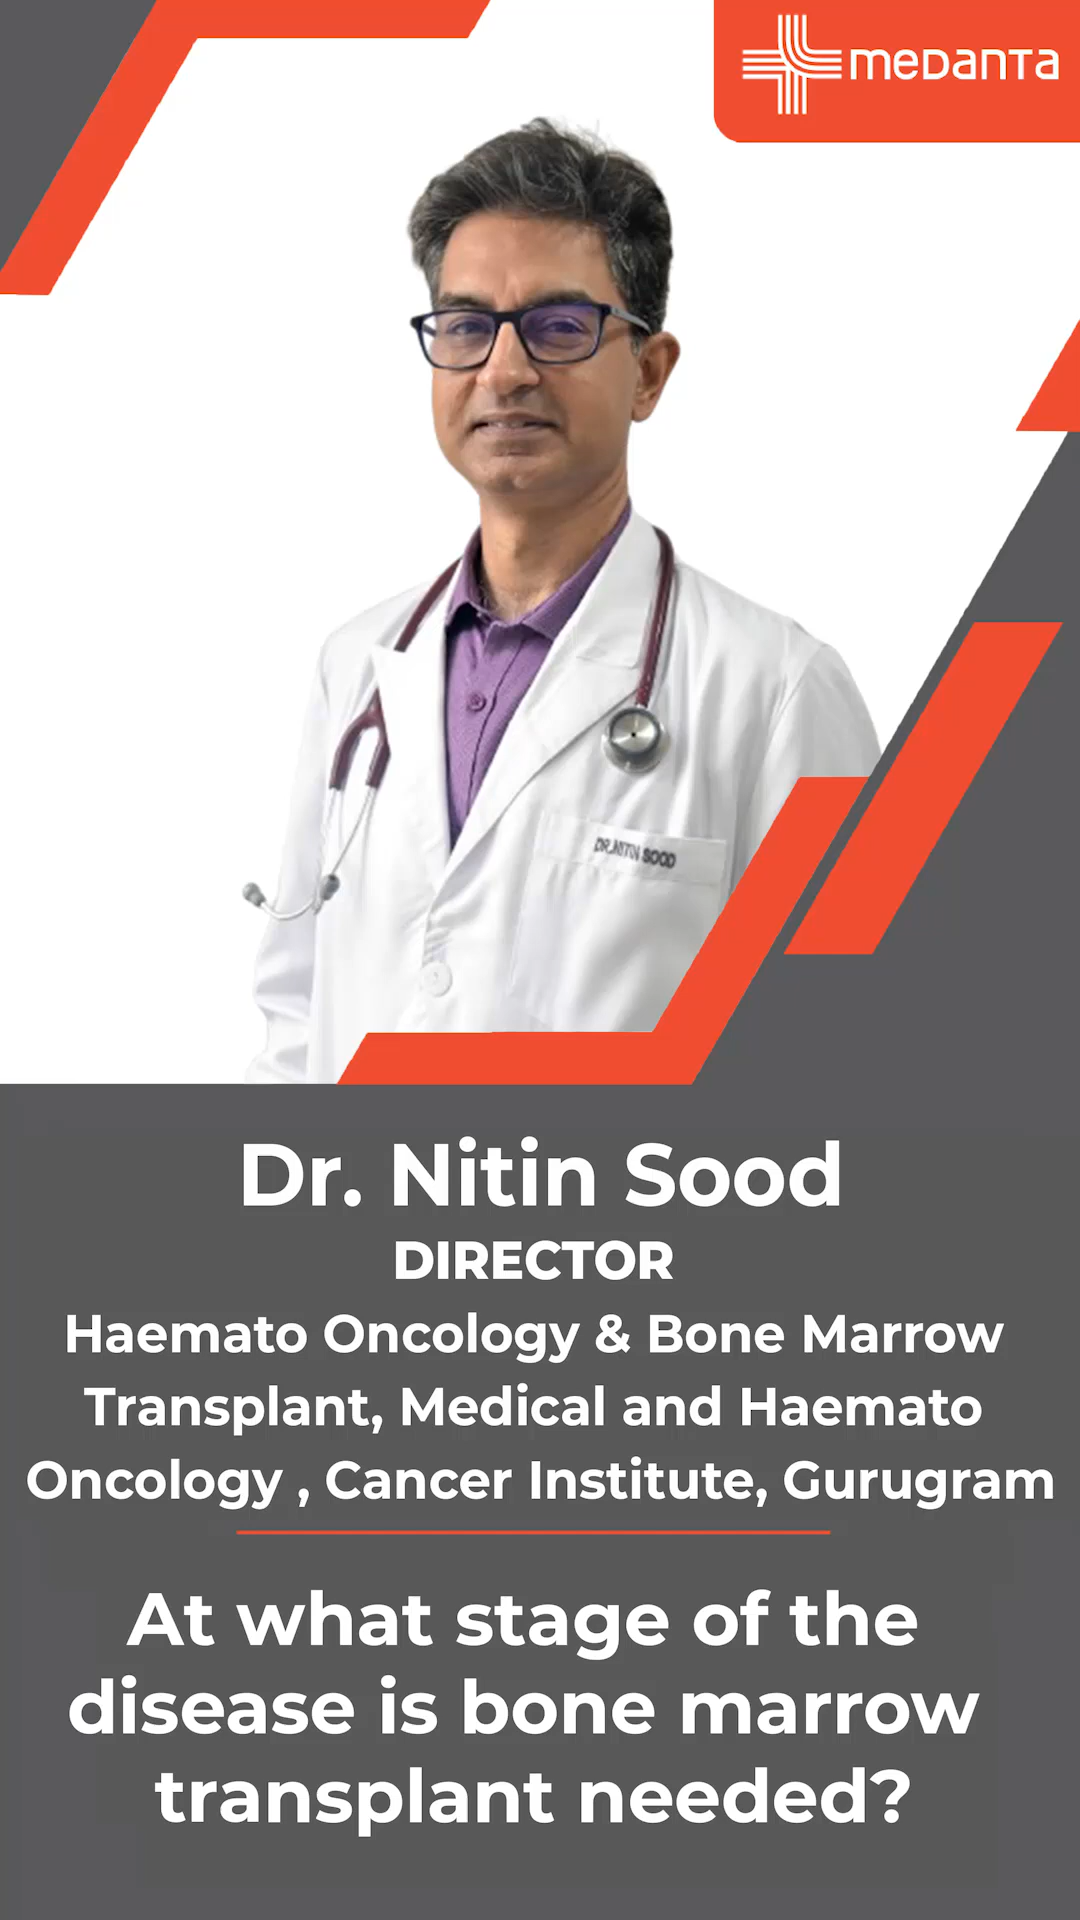 medanta
DR.NITIN SOOD
Dr. Nitin Sood
DIRECTOR
Haemato Oncology & Bone Marrow
Transplant, Medical and Haemato
Oncology , Cancer Institute, Gurugram
At what stage of the
disease is bone marrow
transplant needed?